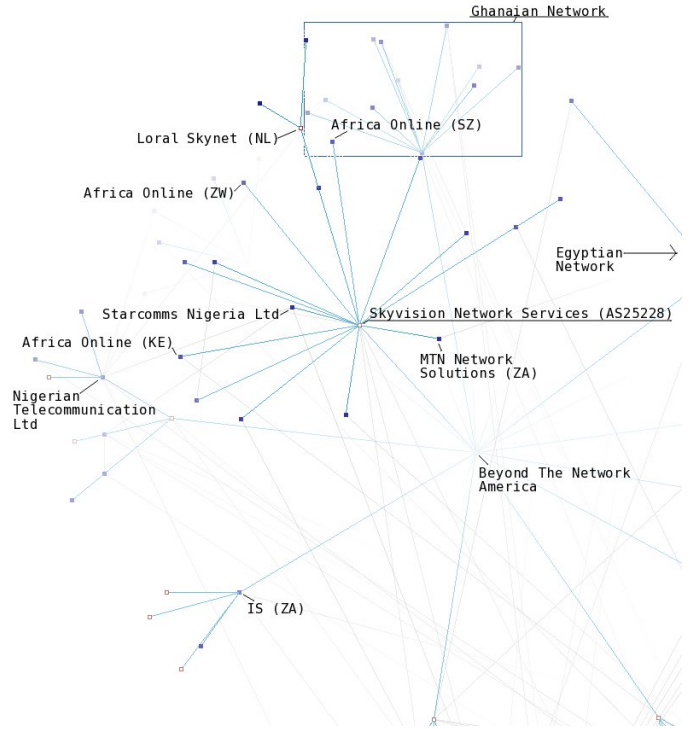 Ghanaian Network
Africa Online (SZ)
Loral Skynet (NL)
Africa Online (ZW)
Egyptian
Network
Starcomms Nigeria Ltd
Skyvision Network Services (AS25228)
Africa Online (KE)
MTN Network
Solutions (ZA)
Nigerian
Telecommunication
Ltd
Beyond The Network
America
IS (ZA)